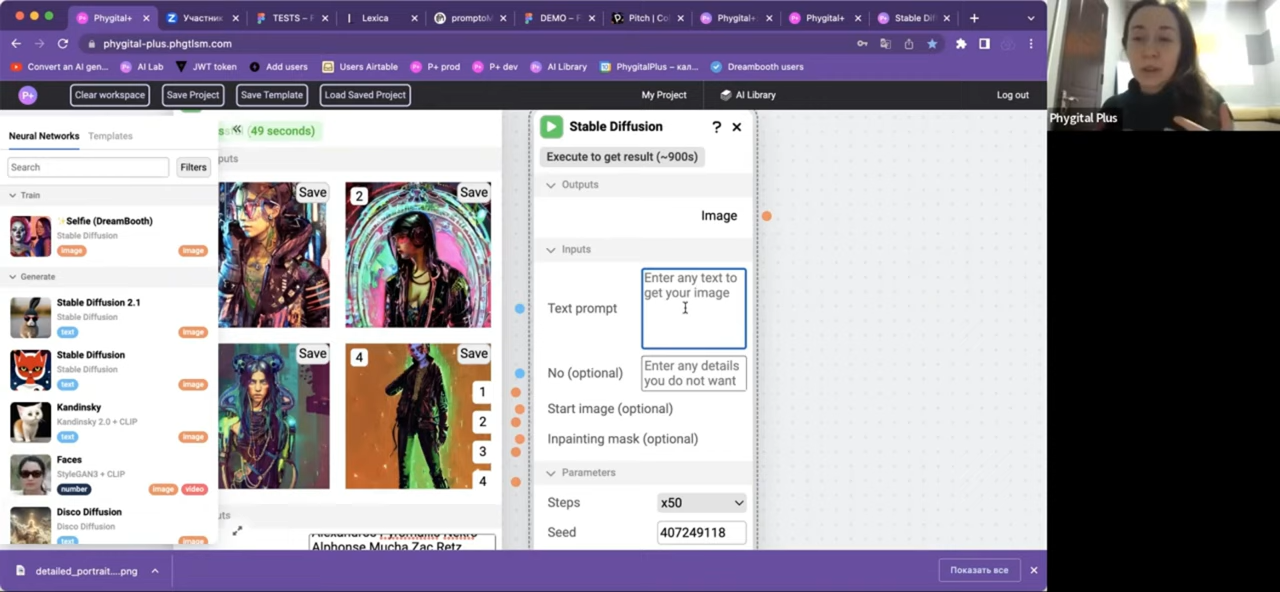 Phygital+
Участник
TESTS – F
Lexica
prompto
DEMO – F
Pitch | Co
Phygital+
Phygital+
Stable Dif
phygital-plus.phgtlsm.com
Convert an AI gen...
AI Lab
JWT token
Add users
Users Airtable
P+ prod
P+ dev
AI Library
PhygitalPlus – кал...
Dreambooth users
P+
Clear workspace
Save Project
Save Template
Load Saved Project
My Project
AI Library
Log out
Phygital Plus
Neural Networks
Templates
Search
Filters
Train
Selfie (DreamBooth)
Stable Diffusion
Image
Image
Generate
Stable Diffusion 2.1
Stable Diffusion
text
Image
Stable Diffusion
Stable Diffusion
text
Image
Kandinsky
Kandinsky 2.0 + CLIP
text
Image
Faces
StyleGAN3 + CLIP
number
Image
video
Disco Diffusion
Disco Diffusion
text
Image
(49 seconds)
puts
Save
2
Save
Save
4
Save
1
2
3
4
uts
Alphonse Mucha Zac Retz
Stable Diffusion
?
Execute to get result (~900s)
Outputs
Image
Inputs
Text prompt
Enter any text to
get your image
No (optional)
Enter any details
you do not want
Start image (optional)
Inpainting mask (optional)
Parameters
Steps
x50
Seed
407249118
detailed_portrait....png
Показать все